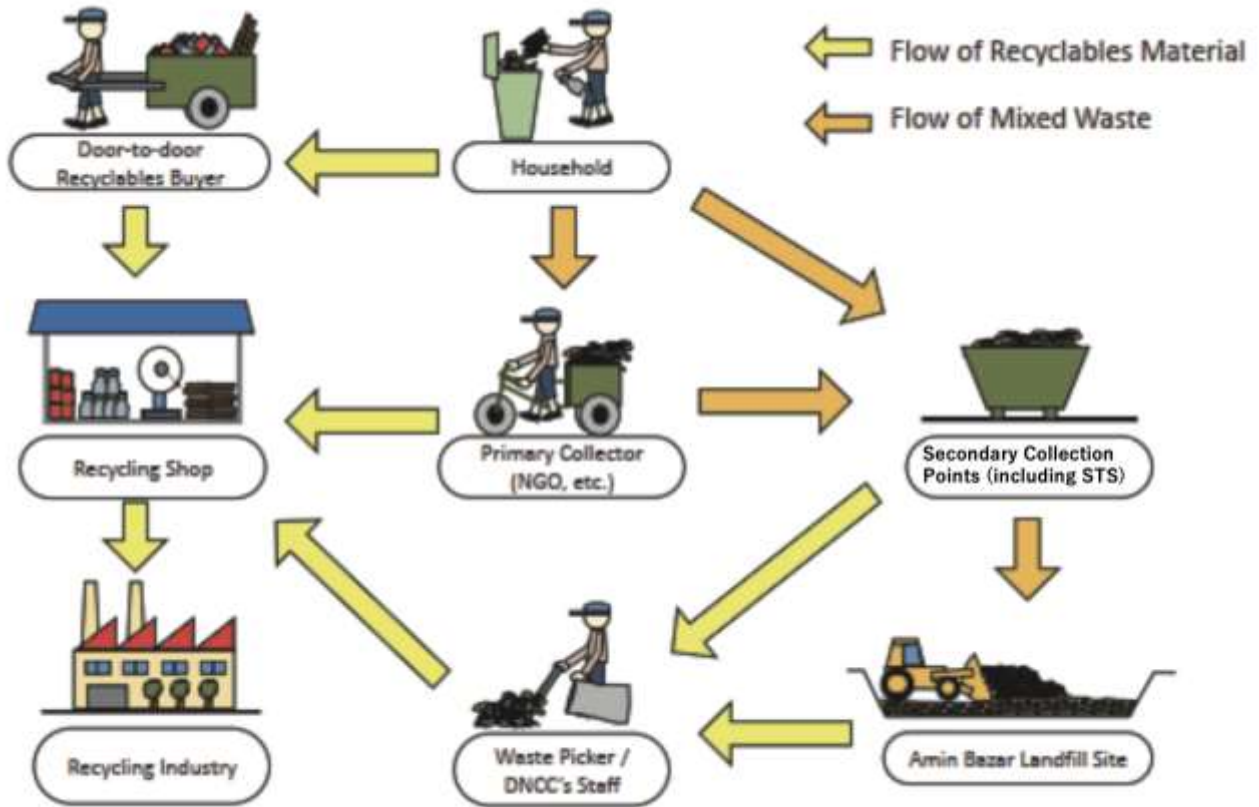 Flow of Recyclables Material
Flow of Mixed Waste
Door-to-door
Recyclables Buyer
Household
Recycling Shop
Primary Collector
(NGO, etc.)
Secondary Collection
Points (including STS)
Recycling Industry
Waste Picker /
DNCC's Staff
Amin Bazar Landfill Site